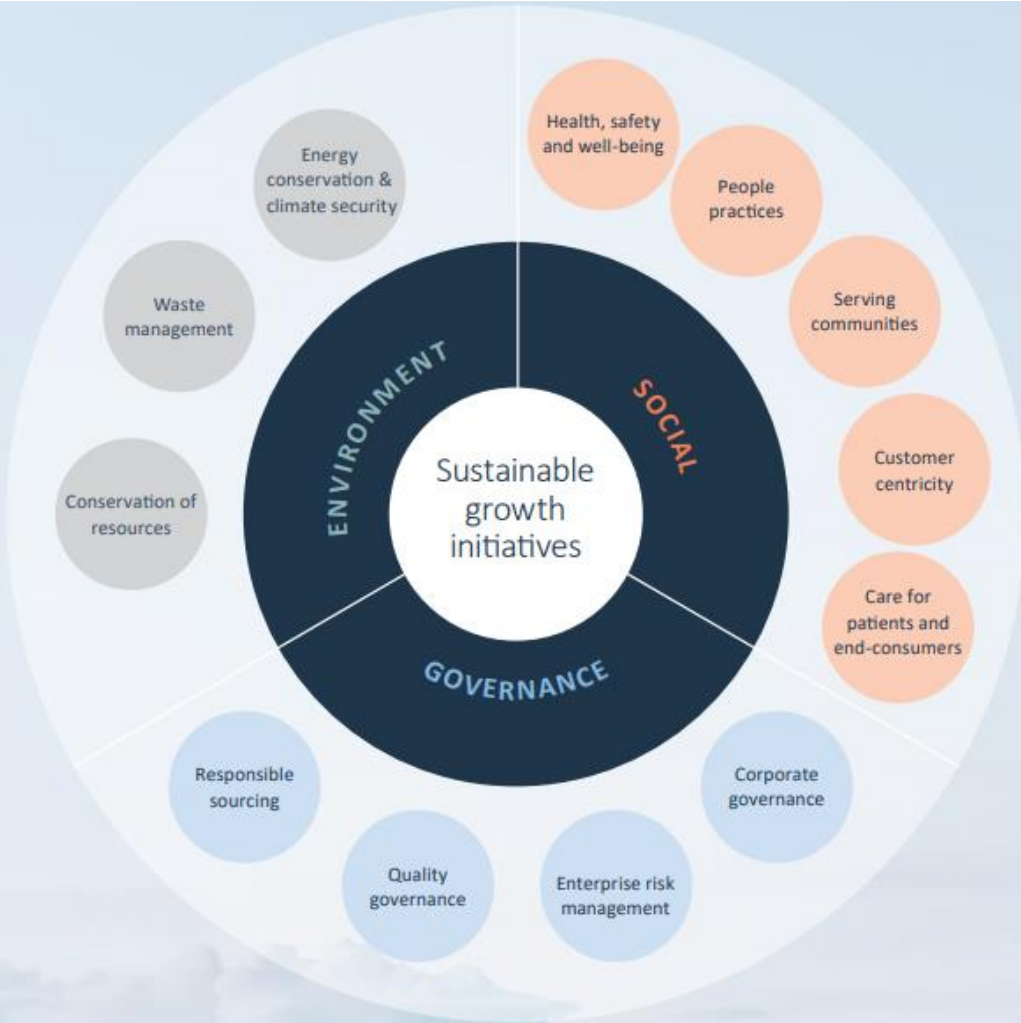 Sustainable
growth
initiatives
ENVIRONMENT
Energy
conservation &
climate security
Waste
management
Conservation of
resources
SOCIAL
Health, safety
and well-being
People
practices
Serving
communities
Customer
centricity
Care for
patients and
end-consumers
GOVERNANCE
Responsible
sourcing
Quality
governance
Enterprise risk
management
Corporate
governance